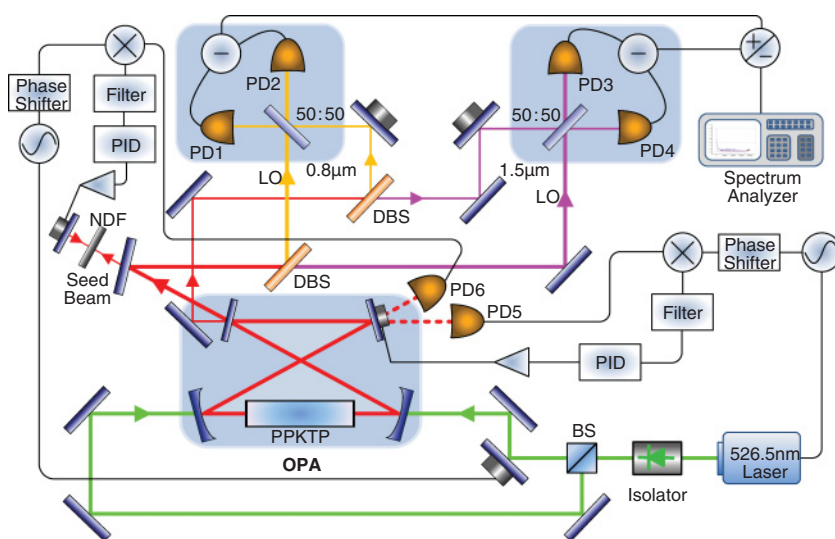 Phase
Shifter
Filter
PID
NDF
Seed
Beam
PD2
50:50
PD1
0.8μm
LO
DBS
DBS
PD3
50:50
PD4
1.5μm
LO
Spectrum
Analyzer
PD6
PD5
Phase
Shifter
Filter
PID
PPKTP
OPA
BS
Isolator
526.5nm
Laser
−
−
+
−